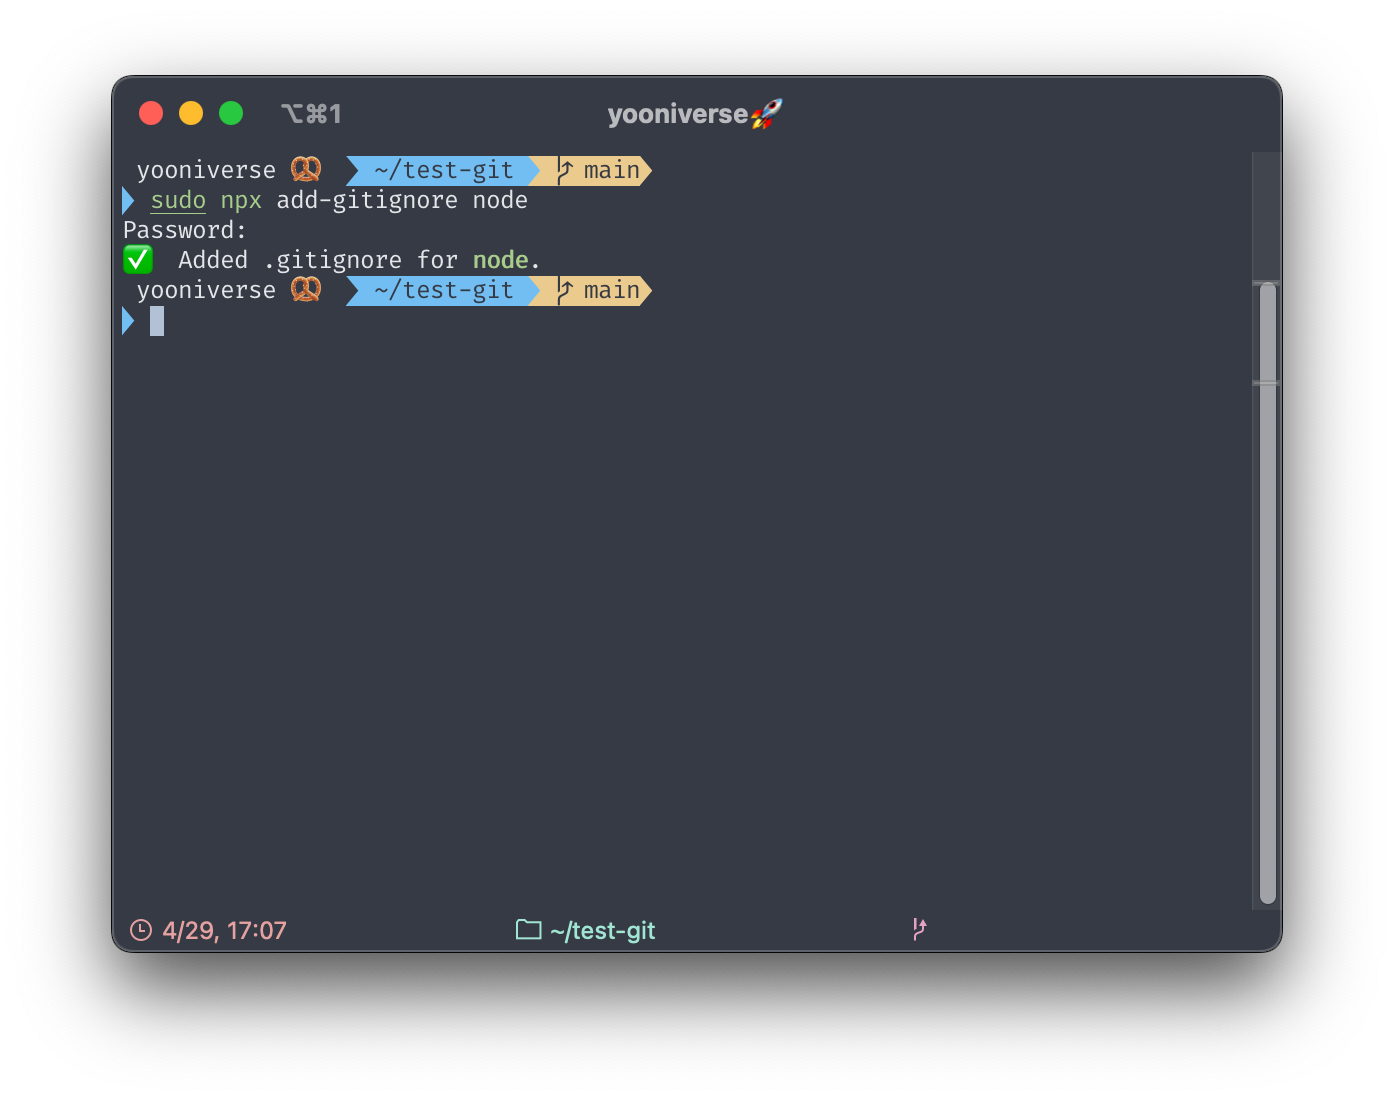 ⌥⌘1 yooniverse🚀
yooniverse 🥨 ~/test-git main
sudo npx add-gitignore node
Password:
✅ Added .gitignore for node.
yooniverse 🥨 ~/test-git main
4/29, 17:07 ~/test-git